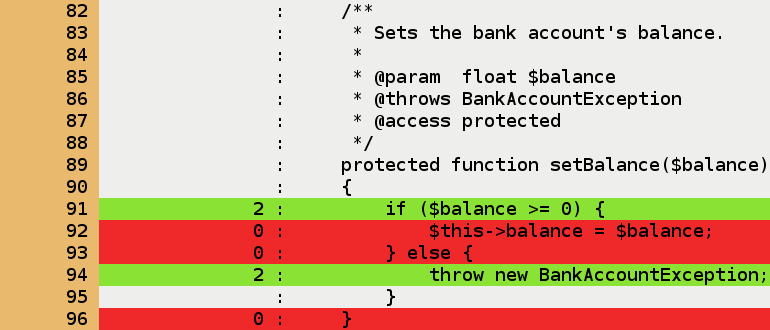 82 : /**
83 : * Sets the bank account's balance.
84 : *
85 : * @param  float $balance
86 : * @throws BankAccountException
87 : * @access protected
88 : */
89 : protected function setBalance($balance)
90 : {
91 2 : if ($balance >= 0) {
92 0 : $this->balance = $balance;
93 0 : } else {
94 2 : throw new BankAccountException;
95 : }
96 0 : }